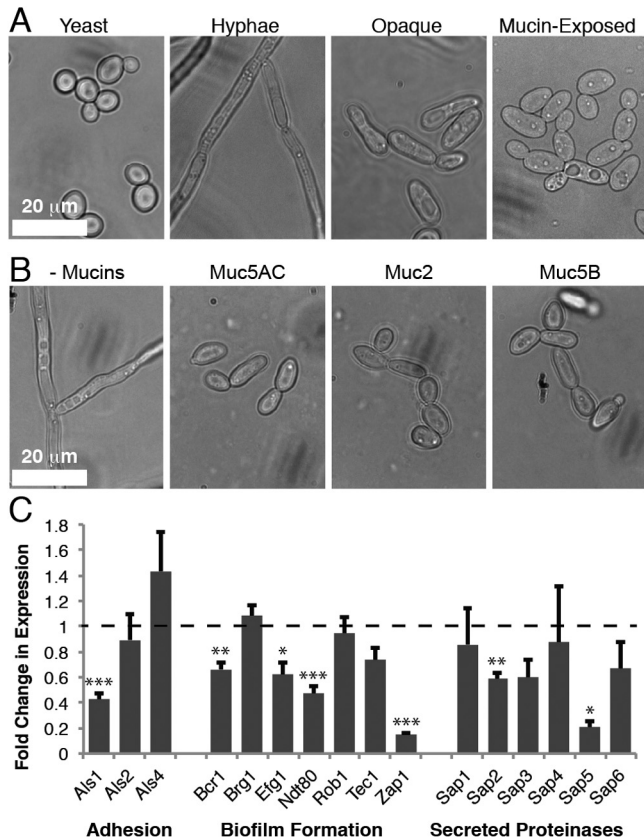 A
Yeast Hyphae Opaque Mucin-Exposed
20 μm
B
- Mucins Muc5AC Muc2 Muc5B
20 μm
C
Fold Change in Expression
1.8
1.6
1.4
1.2
1
0.8
0.6
0.4
0.2
0
*** ** * *** *** ** *
Als1 Als2 Als4 Bcr1 Brg1 Efg1 Ndt80 Rob1 Tec1 Zap1 Sap1 Sap2 Sap3 Sap4 Sap5 Sap6
Adhesion Biofilm Formation Secreted Proteinases